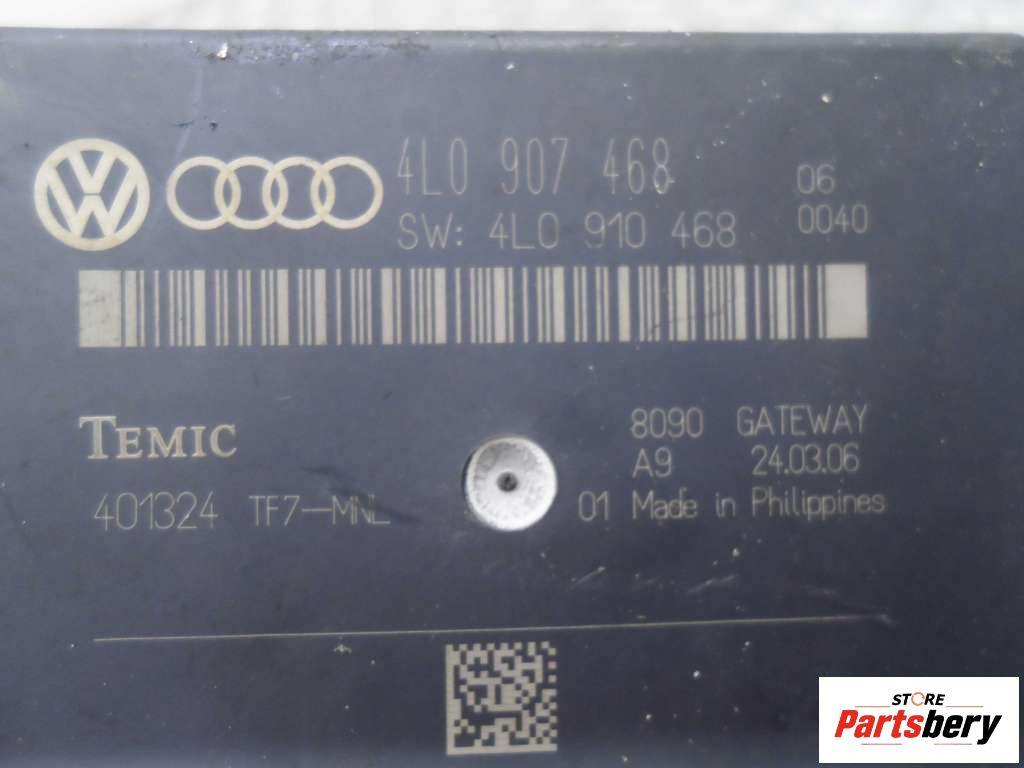 4L0 907 468 06
SW: 4L0 910 468 0040
TEMIC 8090 GATEWAY
A9 24.03.06
401324 TF7-MNL 01 Made in Philippines
STORE
Partsbery